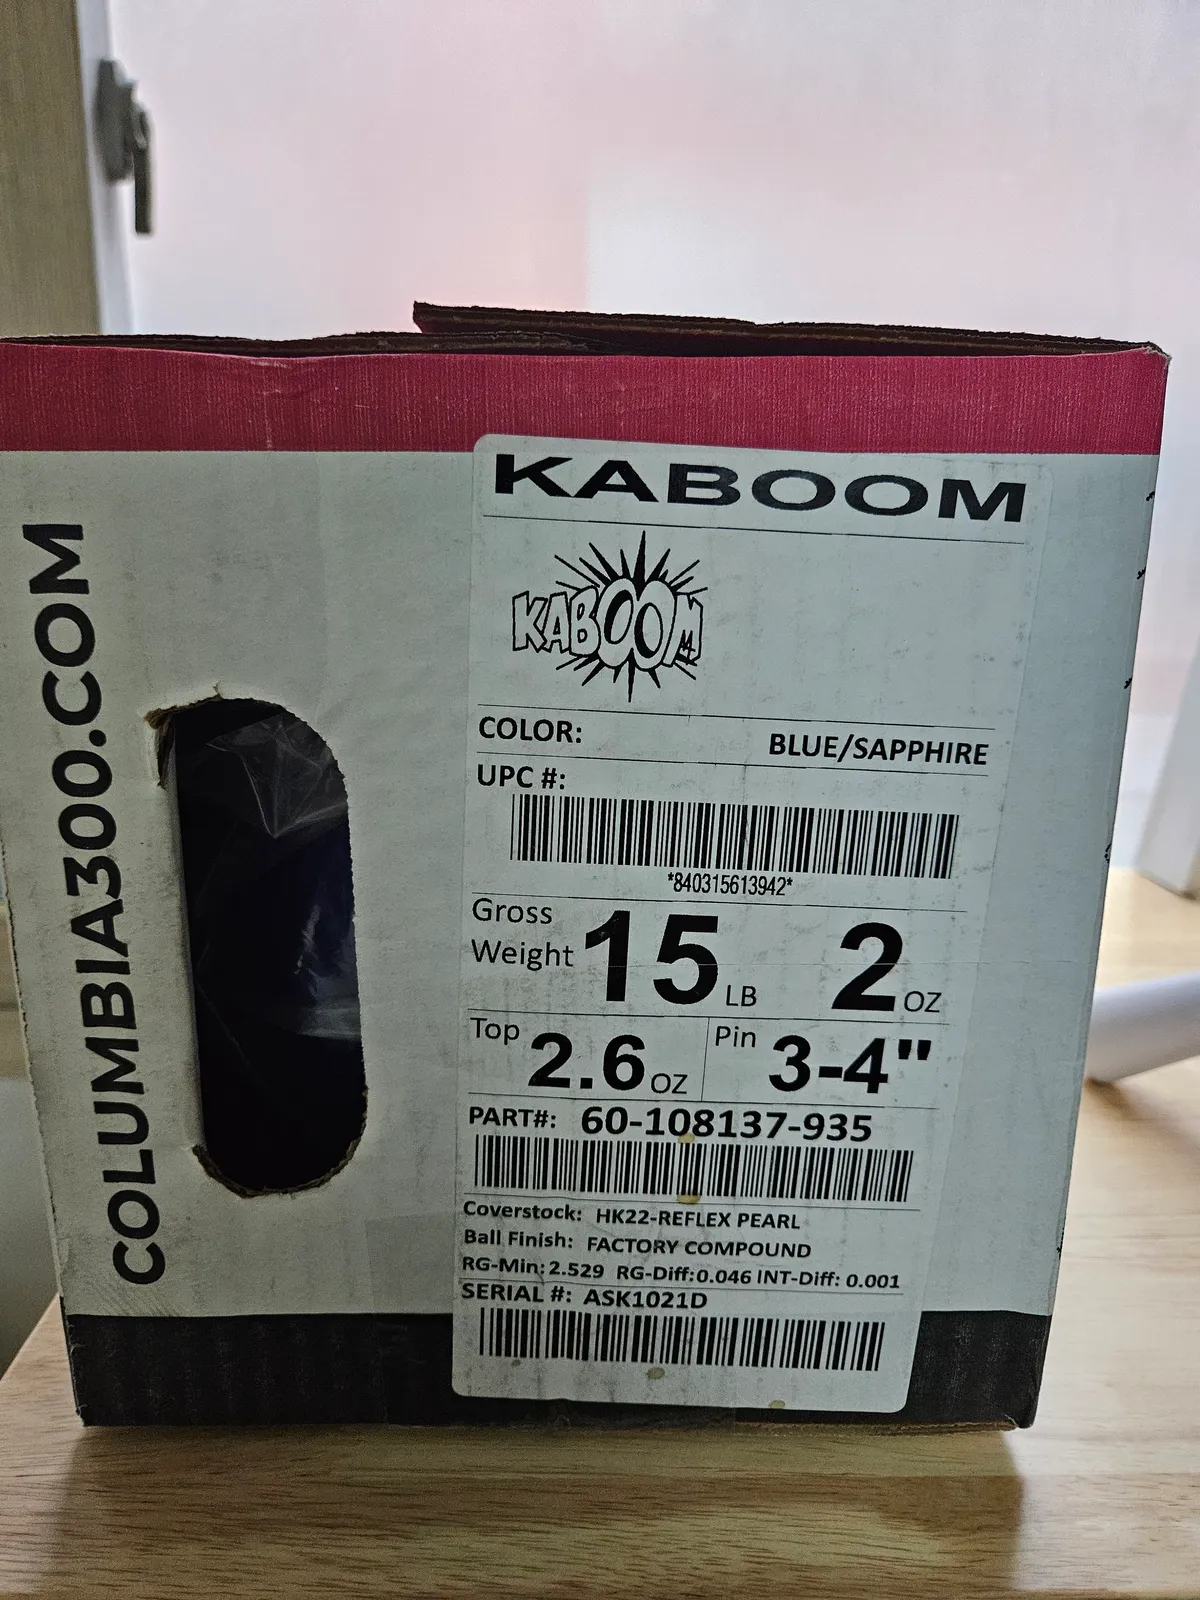 COLUMBIA300.COM
KABOOM
KABOOM
COLOR: BLUE/SAPPHIRE
UPC #:
*840315613942*
Gross Weight 15 LB 2 OZ
Top 2.6 OZ Pin 3-4"
PART#: 60-108137-935
Coverstock: HK22-REFLEX PEARL
Ball Finish: FACTORY COMPOUND
RG-Min: 2.529 RG-Diff: 0.046 INT-Diff: 0.001
SERIAL #: ASK1021D